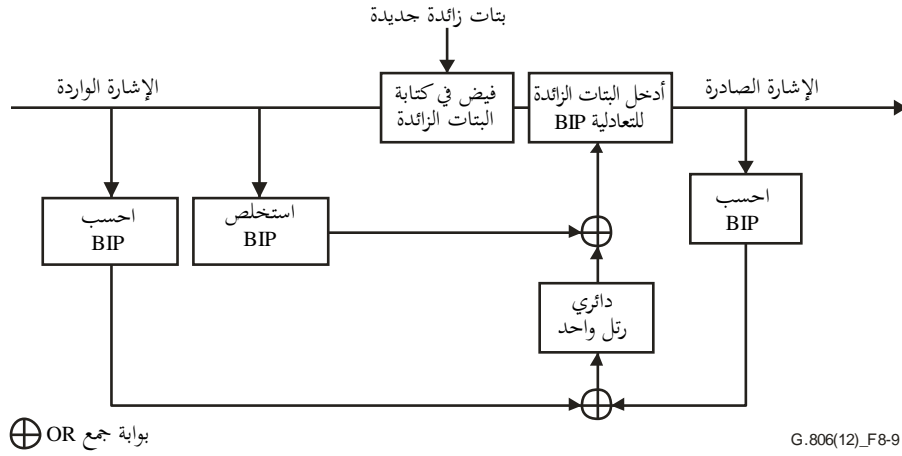 بتات زائدة جديدة
الإشارة الواردة
الإشارة الصادرة
فيض في كتابة
البتات الزائدة
أدخل البتات الزائدة
للتعادلية BIP
احسب
BIP
استخلص
BIP
احسب
BIP
دائري
رتل واحد
بوابة جمع OR
G.806(12)_F8-9